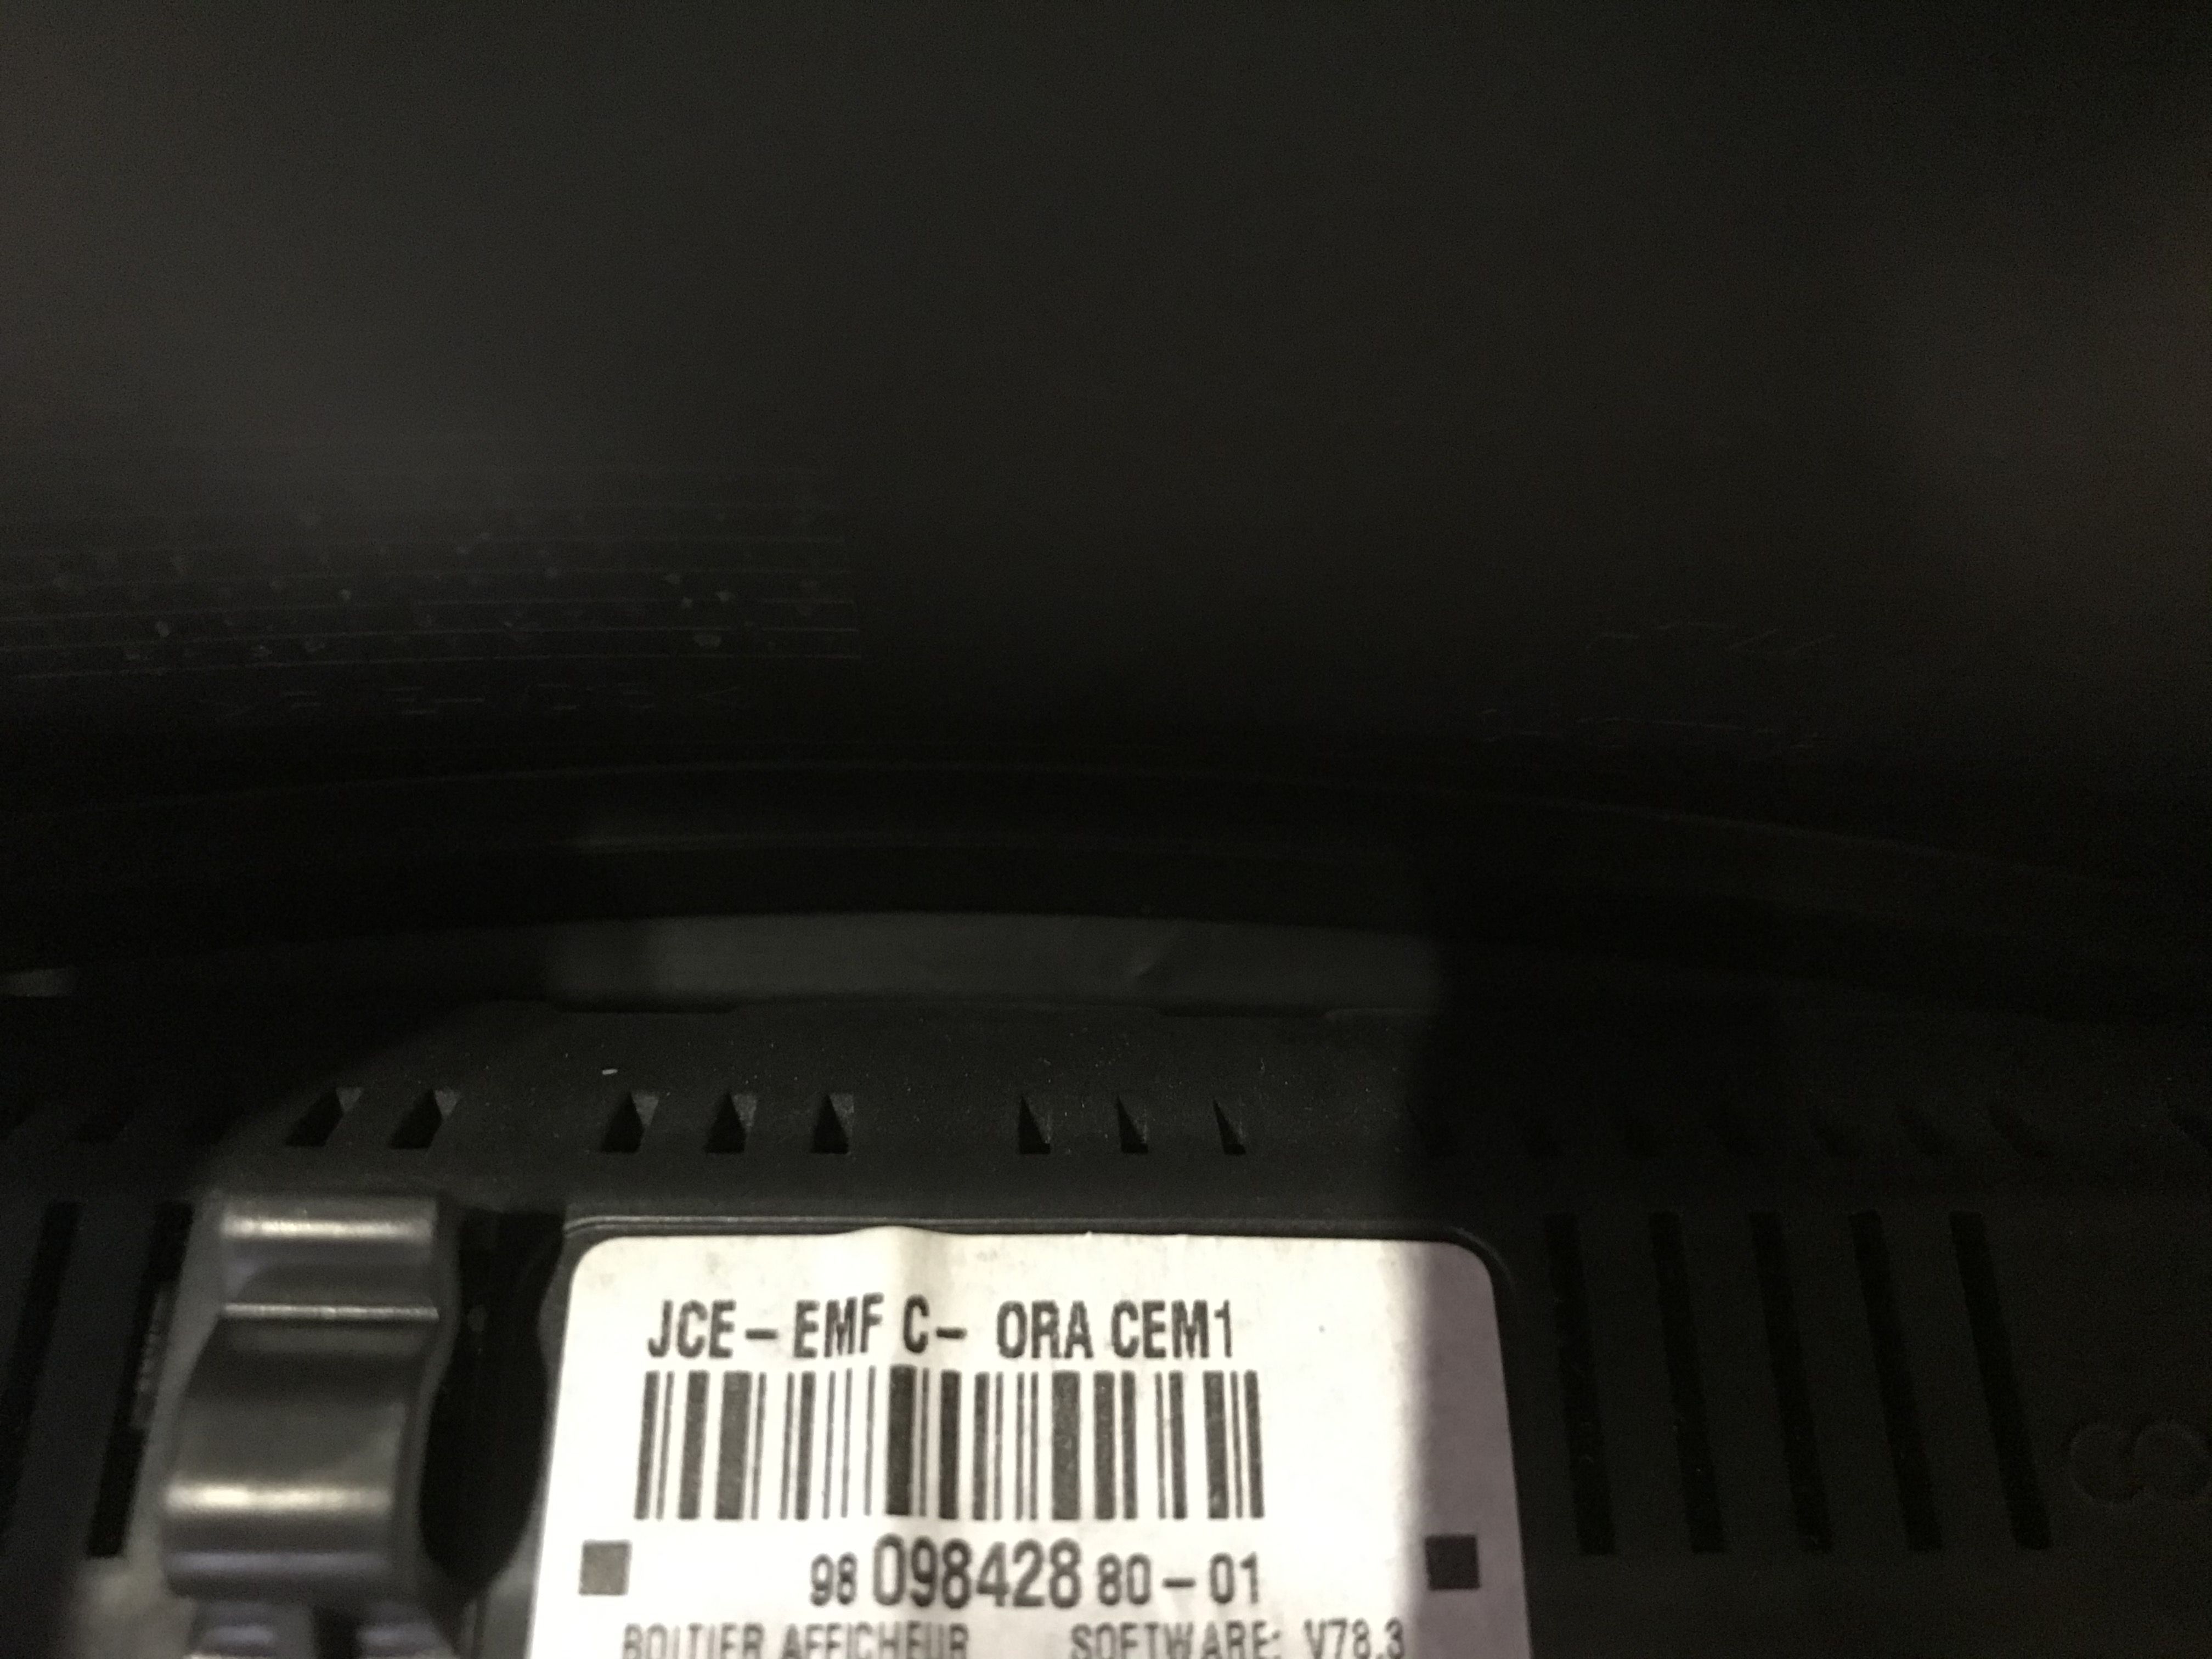 JCE-EMF C- ORA CEM1
98 098428 80-01
BOITIER AFFICHEUR SOFTWARE: V78.3